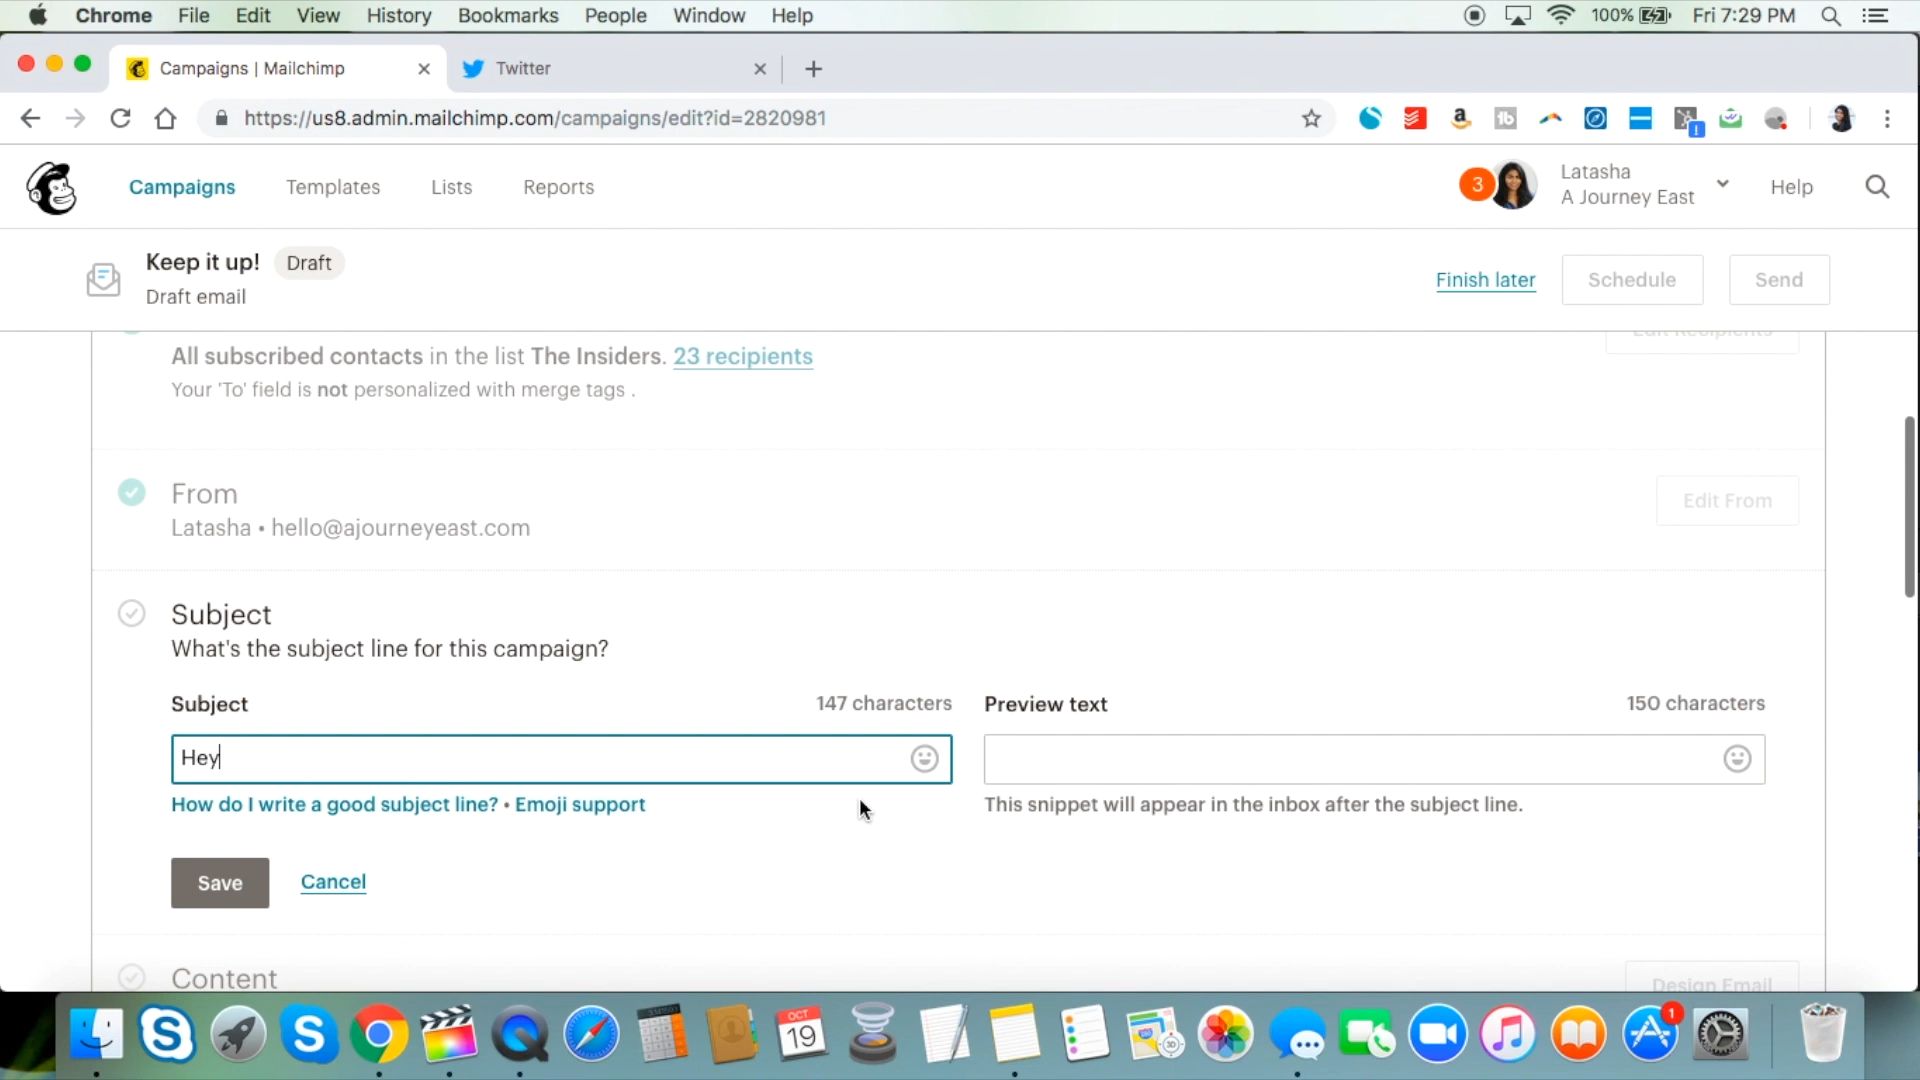 Chrome File Edit View History Bookmarks People Window Help 100% Fri 7:29 PM
Campaigns | Mailchimp Twitter
https://us8.admin.mailchimp.com/campaigns/edit?id=2820981
Campaigns Templates Lists Reports 3 Latasha Help
A Journey East
Keep it up! Draft
Draft email
Finish later Schedule Send
Edit Recipients
All subscribed contacts in the list The Insiders. 23 recipients
Your 'To' field is not personalized with merge tags .
From
Edit From
Latasha • hello@ajourneyeast.com
Subject
What's the subject line for this campaign?
Subject 147 characters Preview text 150 characters
Hey
How do I write a good subject line? • Emoji support This snippet will appear in the inbox after the subject line.
Save Cancel
Content
Design Email
OCT
19
1